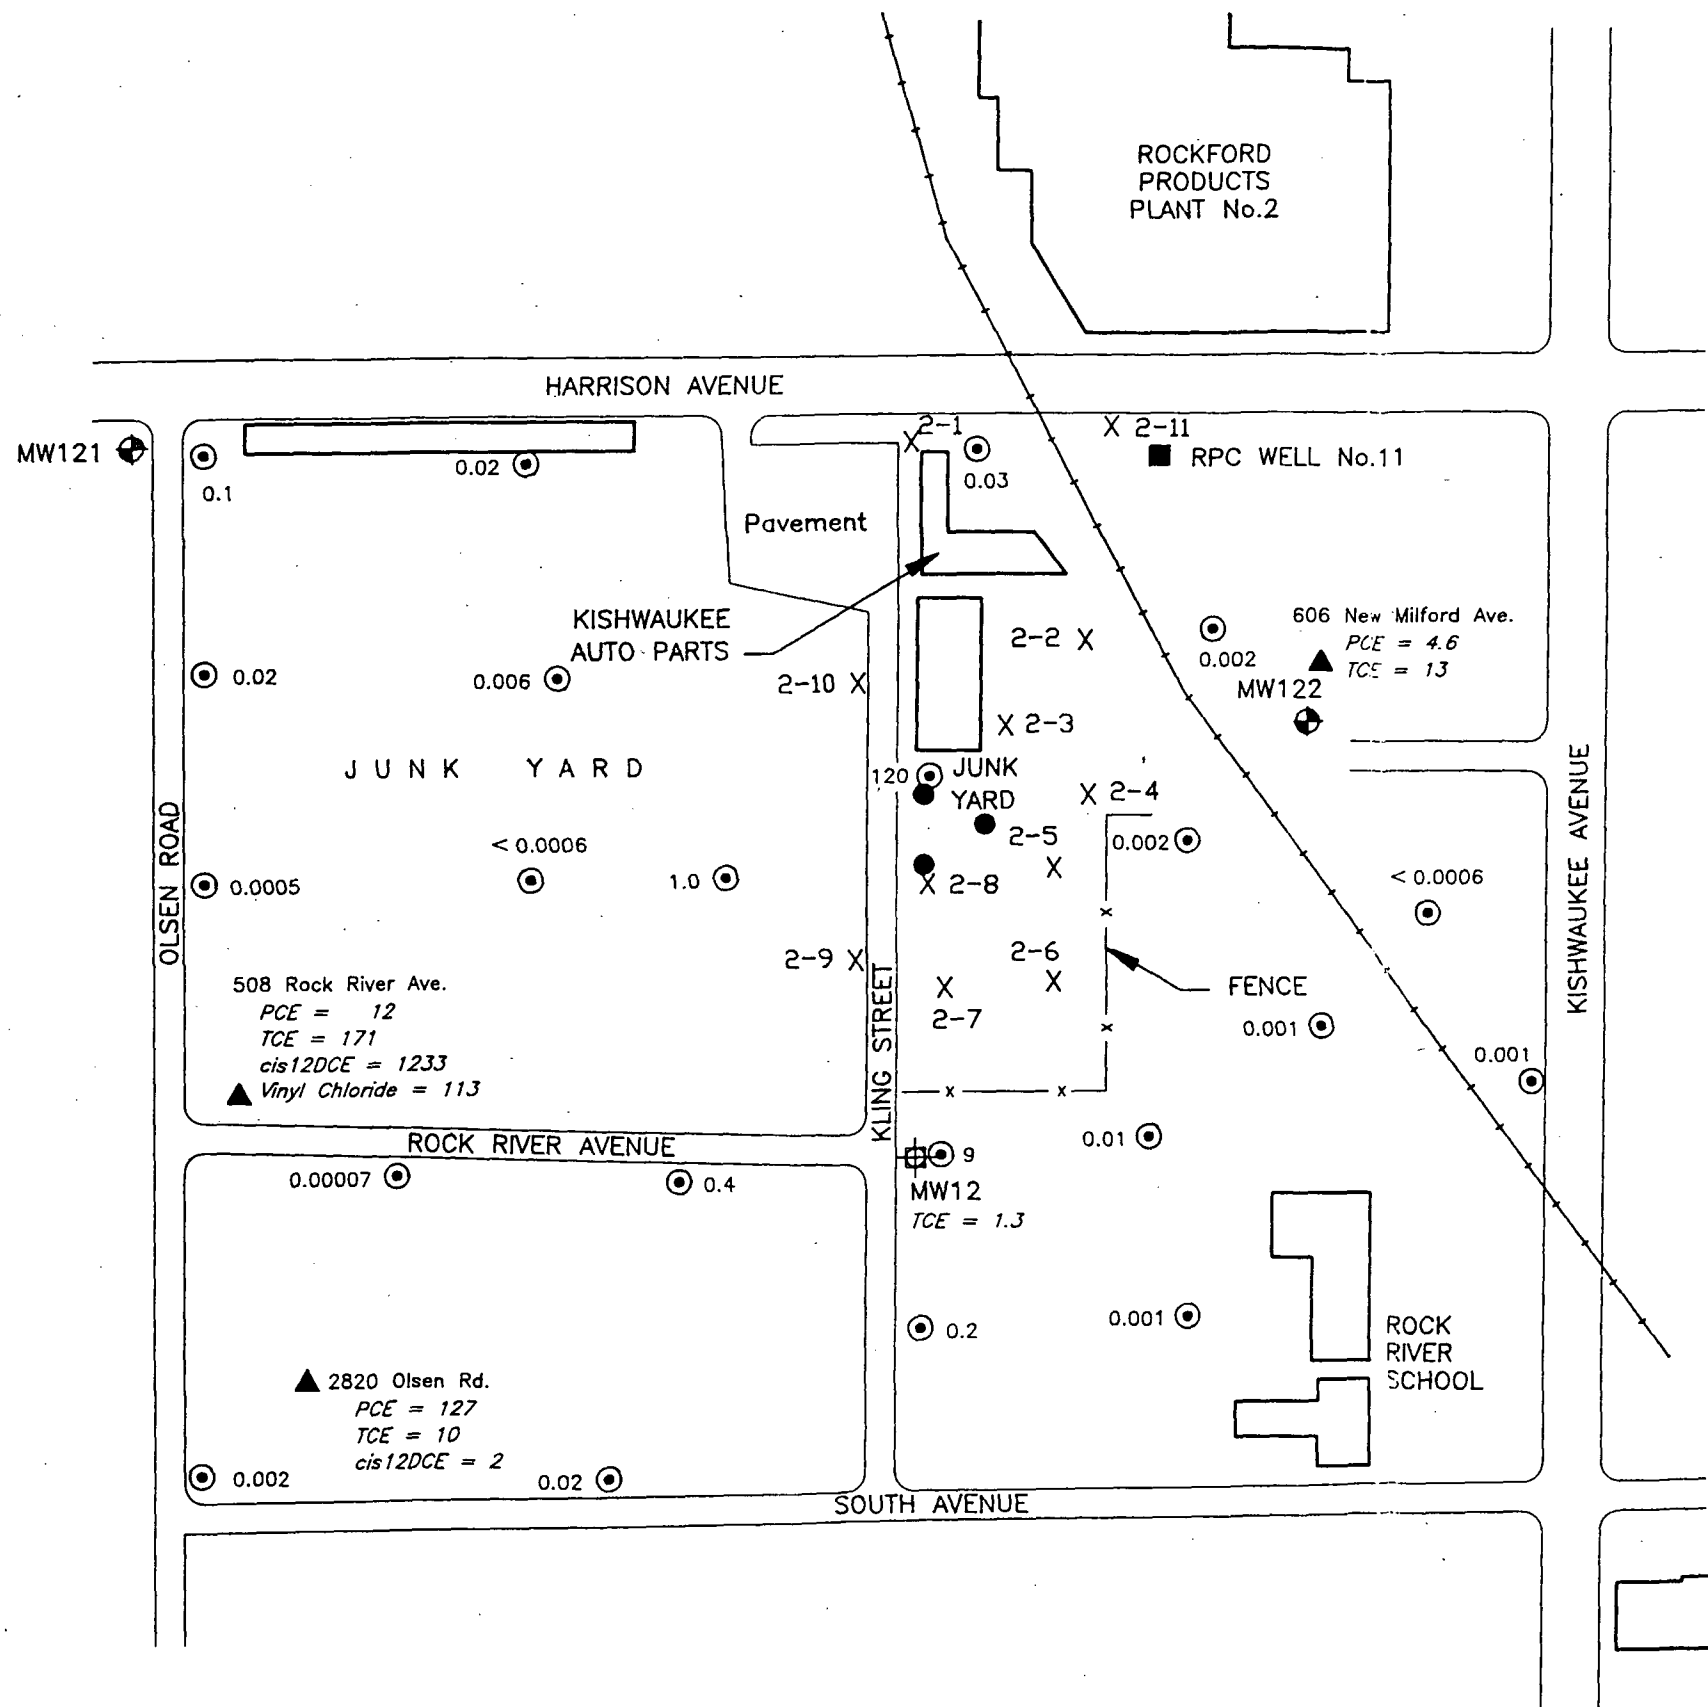 ROCKFORD
PRODUCTS
PLANT No.2
HARRISON AVENUE
MW121
0.1
0.02
2-1
0.03
2-11
RPC WELL No.11
Pavement
KISHWAUKEE
AUTO PARTS
2-2
0.002
606 New Milford Ave.
PCE = 4.6
TCE = 13
MW122
0.02
0.006
2-10
2-3
JUNK YARD
120
JUNK
YARD
2-4
2-5
0.002
OLSEN ROAD
KISHWAUKEE AVENUE
< 0.0006
0.0005
1.0
2-8
< 0.0006
2-9
2-6
508 Rock River Ave.
PCE = 12
TCE = 171
cis12DCE = 1233
Vinyl Chloride = 113
KLING STREET
2-7
FENCE
0.001
0.001
ROCK RIVER AVENUE
0.01
0.00007
0.4
9
MW12
TCE = 1.3
0.2
0.001
ROCK
RIVER
SCHOOL
2820 Olsen Rd.
PCE = 127
TCE = 10
cis12DCE = 2
0.002
0.02
SOUTH AVENUE